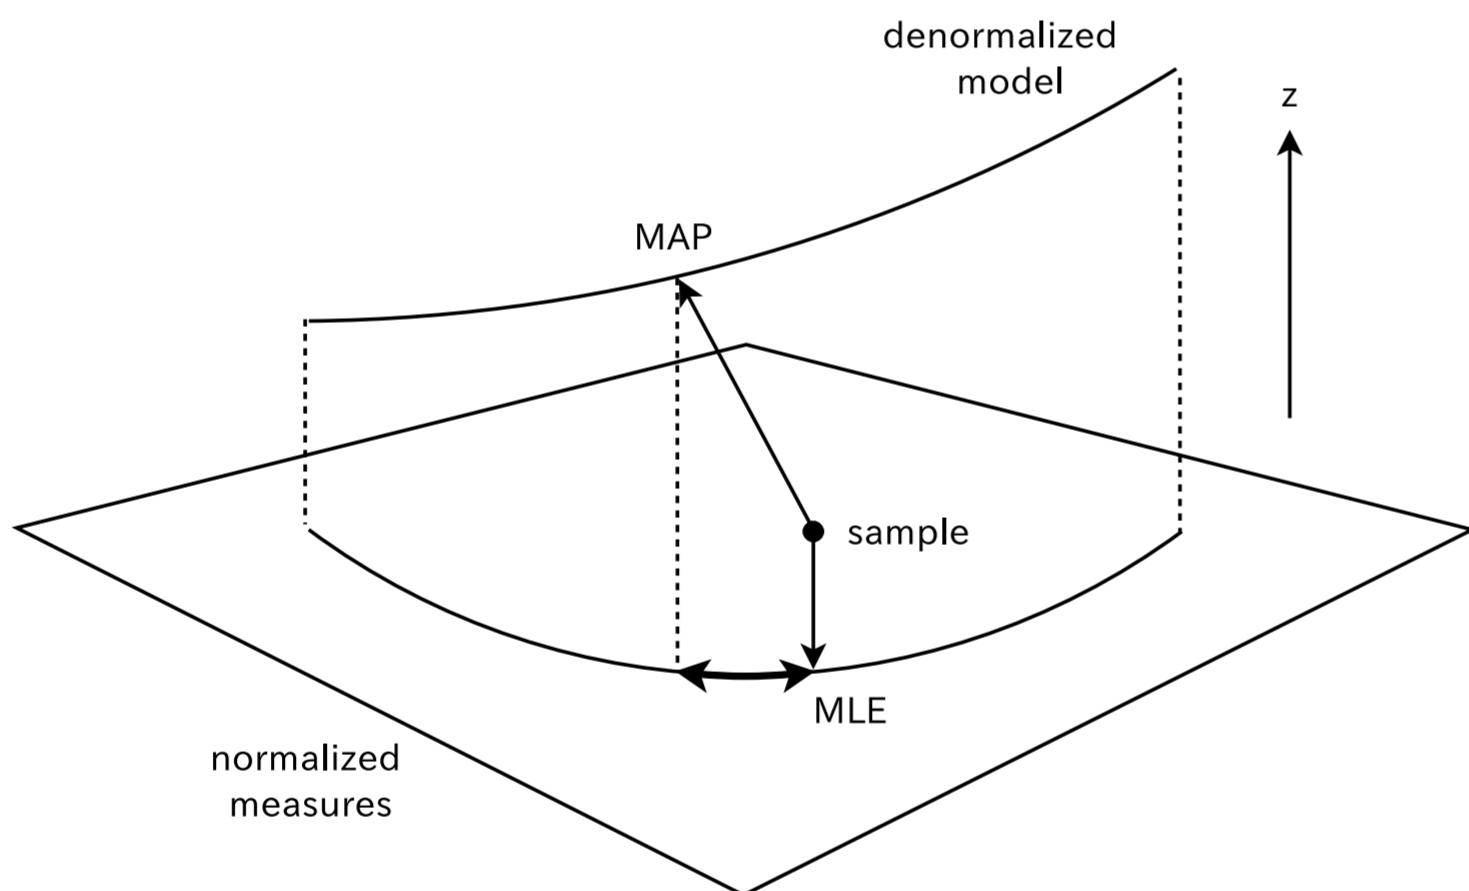 denormalized
model
z
MAP
sample
MLE
normalized
measures